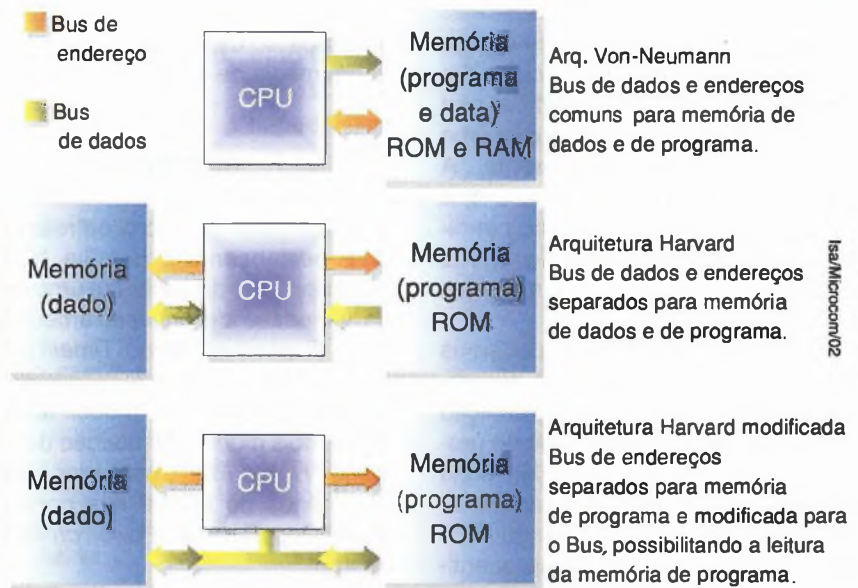 Bus de
endereço
Bus
de dados
CPU
Memória
(programa
e data)
ROM e RAM
Arq. Von-Neumann
Bus de dados e endereços
comuns para memória de
dados e de programa.
Memória
(dado)
CPU
Memória
(programa)
ROM
Arquitetura Harvard
Bus de dados e endereços
separados para memória
de dados e de programa.
Isa/Microcom/02
Memória
(dado)
CPU
Memória
(programa)
ROM
Arquitetura Harvard modificada
Bus de endereços
separados para memória
de programa e modificada para
o Bus, possibilitando a leitura
da memória de programa.